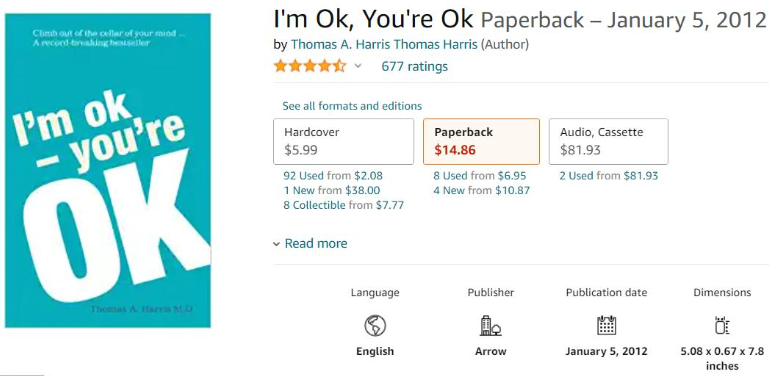 Climb out of the cellar of your mind ...
A record-breaking bestseller
I'm ok
– you're
OK
Thomas A. Harris M.D
I'm Ok, You're Ok Paperback – January 5, 2012
by Thomas A. Harris Thomas Harris (Author)
677 ratings
See all formats and editions
Hardcover
$5.99
92 Used from $2.08
1 New from $38.00
8 Collectible from $7.77
Paperback
$14.86
8 Used from $6.95
4 New from $10.87
Audio, Cassette
$81.93
2 Used from $81.93
Read more
Language
English
Publisher
Arrow
Publication date
January 5, 2012
Dimensions
5.08 x 0.67 x 7.8
inches